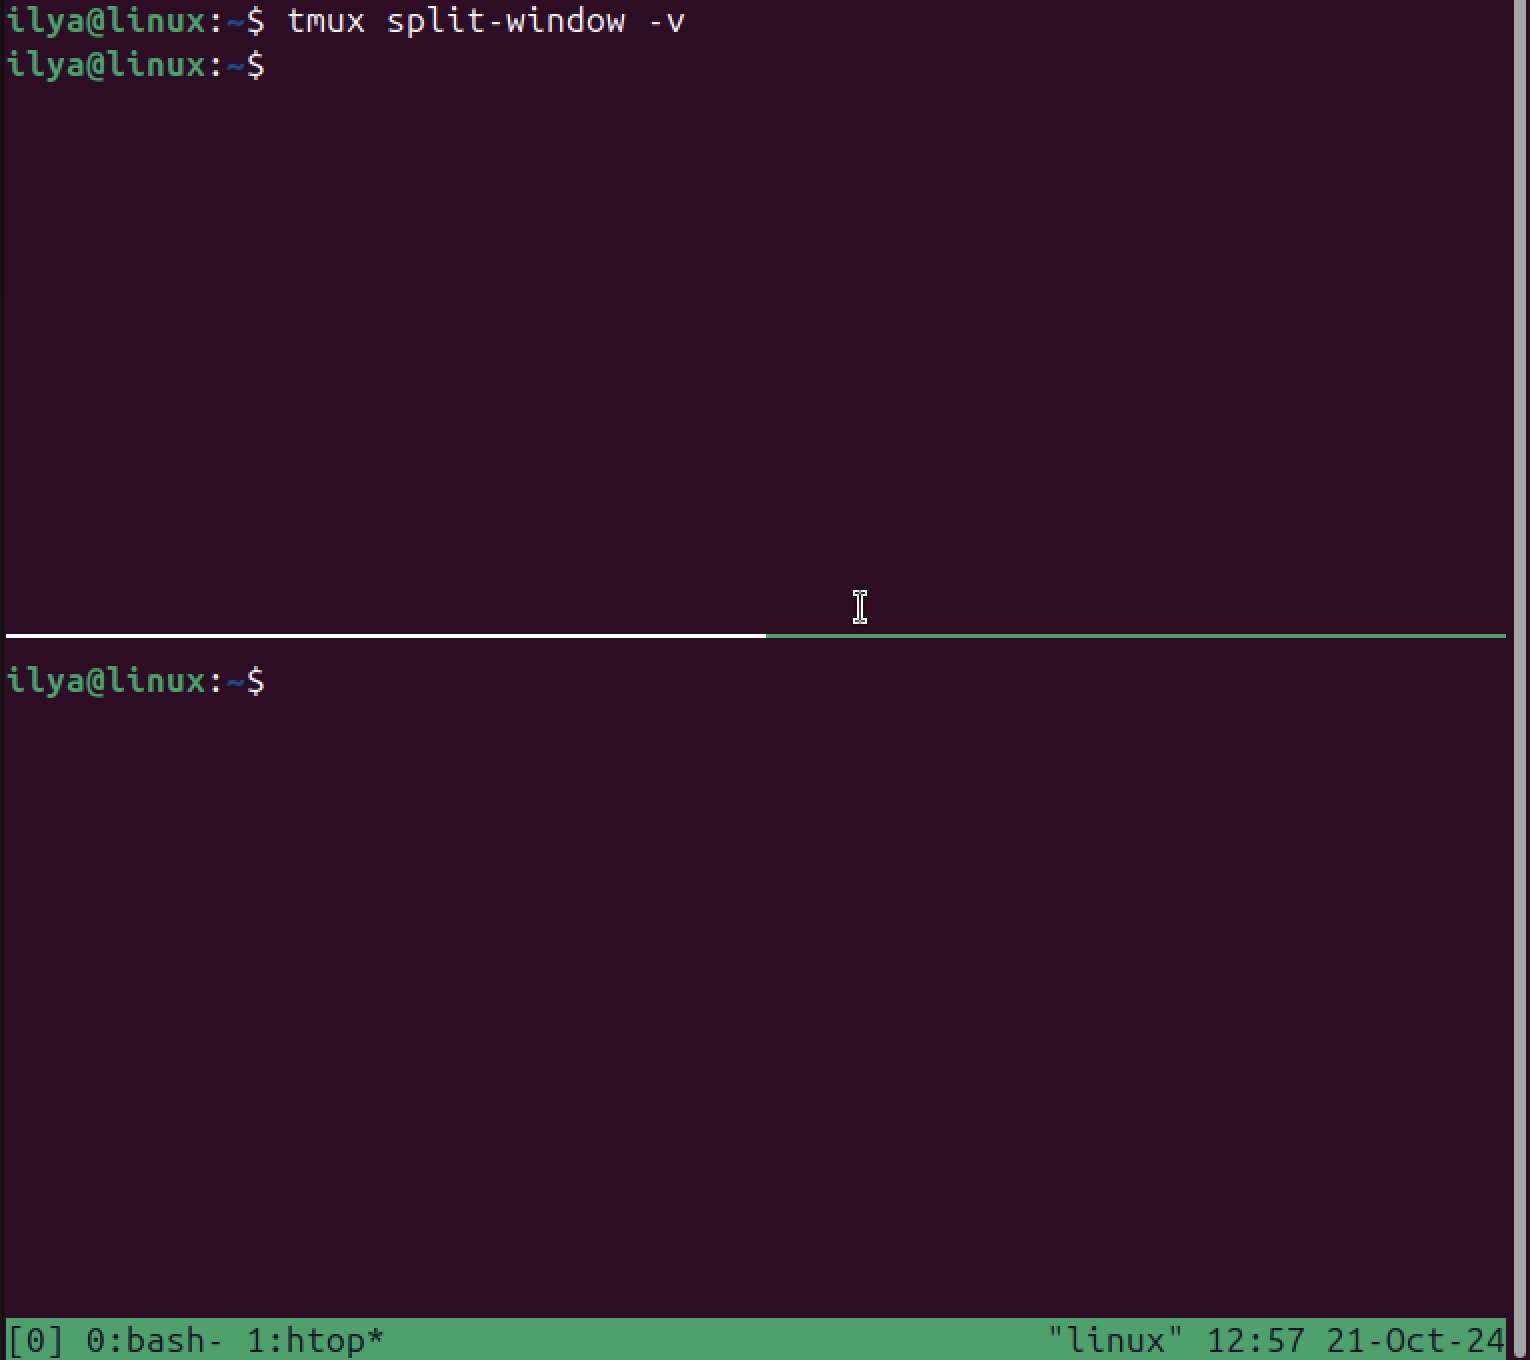 ilya@linux:~$ tmux split-window -v
ilya@linux:~$
ilya@linux:~$
[0] 0:bash- 1:htop* "linux" 12:57 21-Oct-24